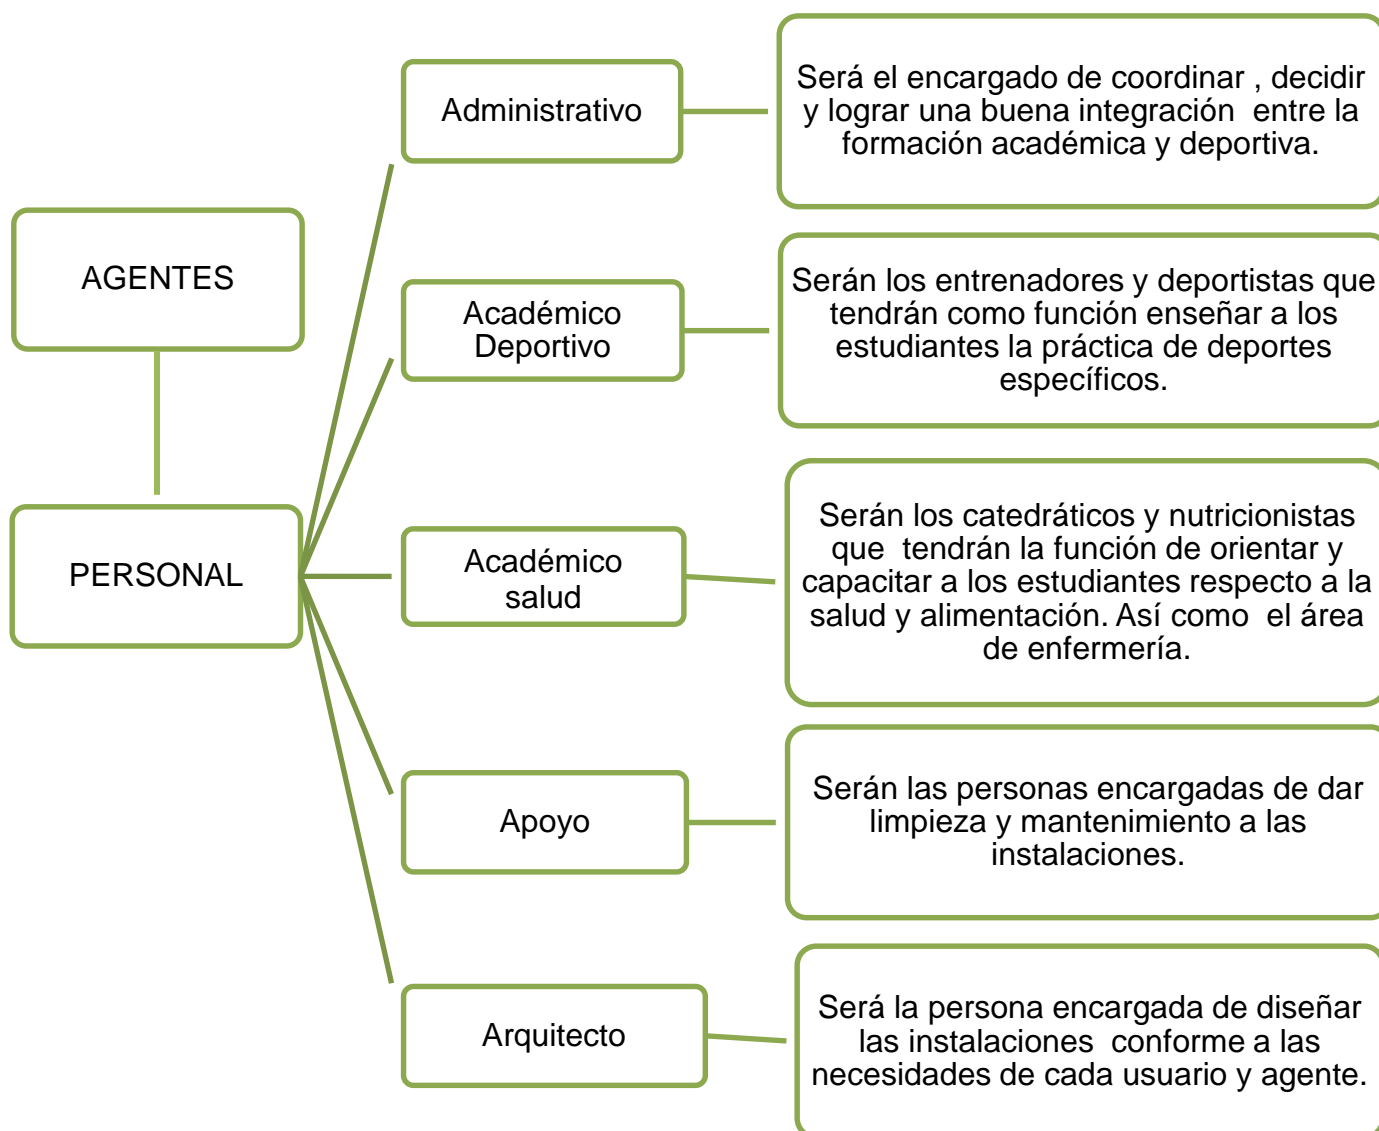 AGENTES
PERSONAL
Administrativo
Será el encargado de coordinar , decidir
y lograr una buena integración  entre la
formación académica y deportiva.
Académico
Deportivo
Serán los entrenadores y deportistas que
tendrán como función enseñar a los
estudiantes la práctica de deportes
específicos.
Académico
salud
Serán los catedráticos y nutricionistas
que  tendrán la función de orientar y
capacitar a los estudiantes respecto a la
salud y alimentación. Así como  el área
de enfermería.
Apoyo
Serán las personas encargadas de dar
limpieza y mantenimiento a las
instalaciones.
Arquitecto
Será la persona encargada de diseñar
las instalaciones  conforme a las
necesidades de cada usuario y agente.